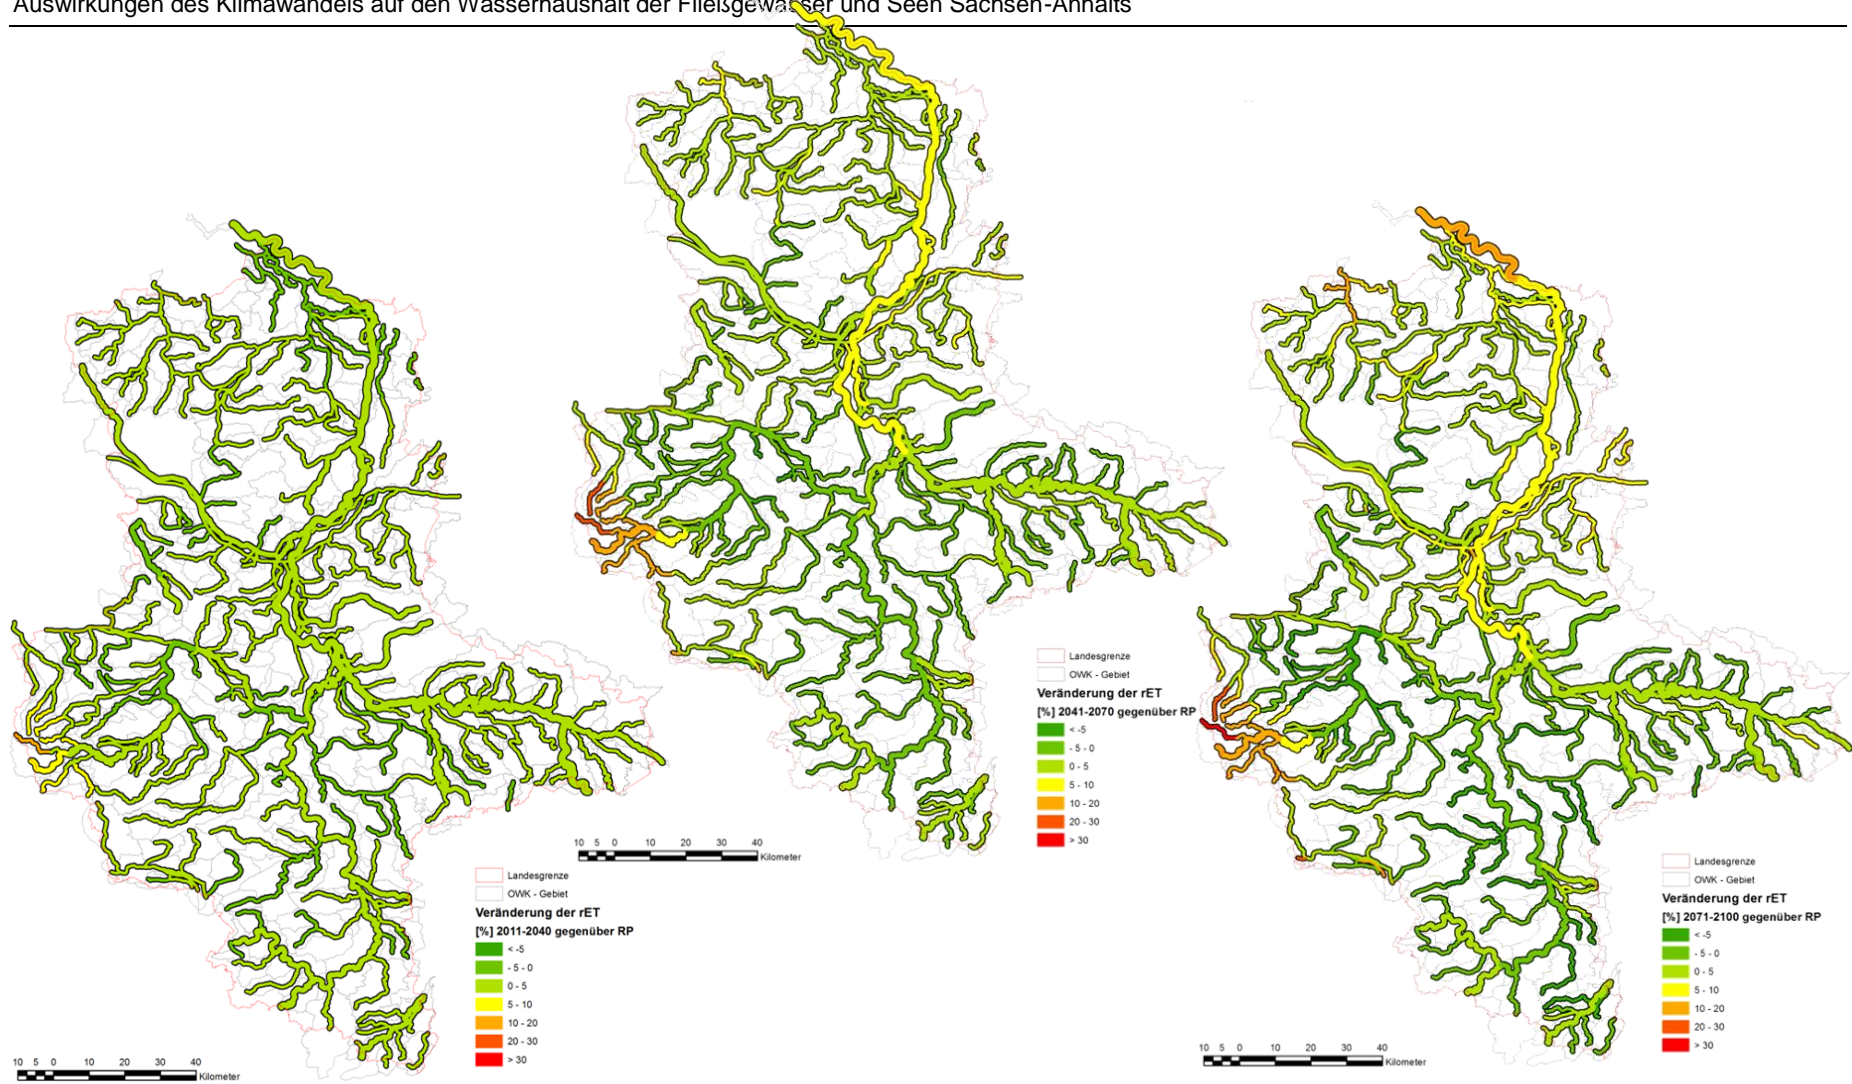 Auswirkungen des Klimawandels auf den Wasserhaushalt der Fließgewässer und Seen Sachsen-Anhalts
Landesgrenze
OWK - Gebiet
Veränderung der rET
[%] 2011-2040 gegenüber RP
< -5
- 5 - 0
0 - 5
5 - 10
10 - 20
20 - 30
> 30
10 5 0 10 20 30 40
Kilometer
Landesgrenze
OWK - Gebiet
Veränderung der rET
[%] 2041-2070 gegenüber RP
< -5
- 5 - 0
0 - 5
5 - 10
10 - 20
20 - 30
> 30
10 5 0 10 20 30 40
Kilometer
Landesgrenze
OWK - Gebiet
Veränderung der rET
[%] 2071-2100 gegenüber RP
< -5
- 5 - 0
0 - 5
5 - 10
10 - 20
20 - 30
> 30
10 5 0 10 20 30 40
Kilometer